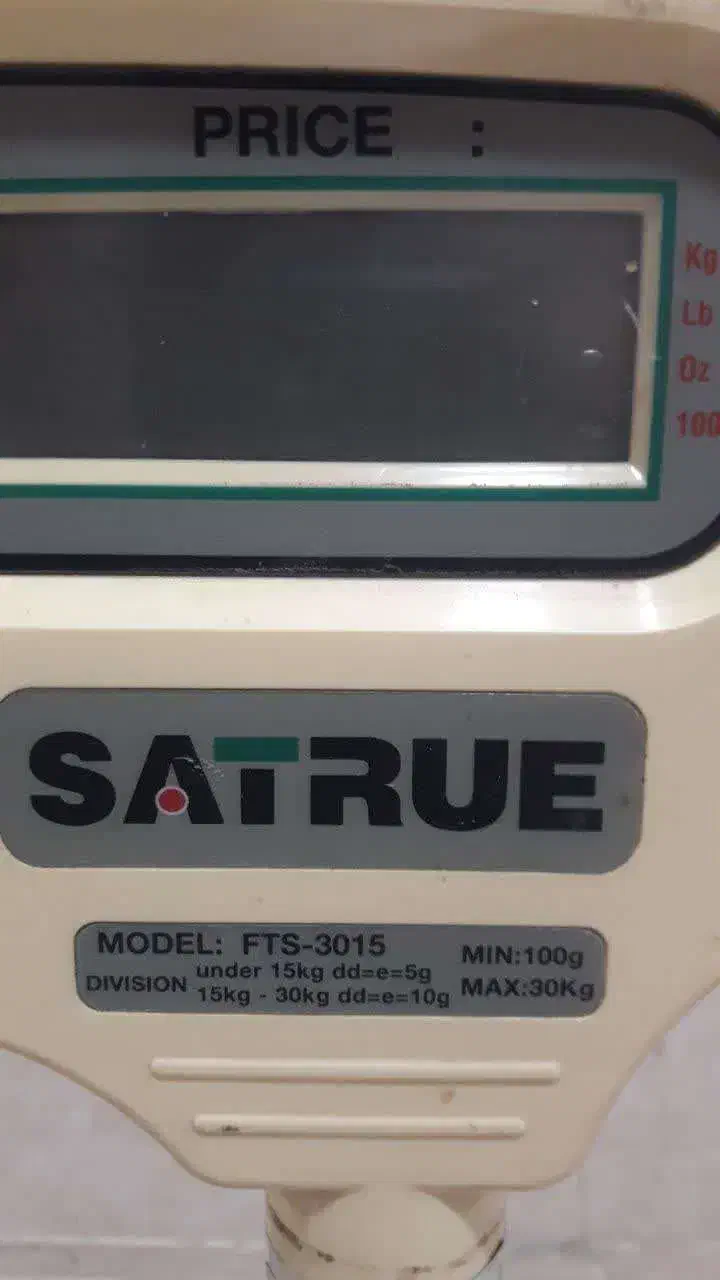 PRICE :
Kg
Lb
Oz
100
SATRUE
MODEL: FTS-3015
DIVISION under 15kg dd=e=5g
15kg - 30kg dd=e=10g
MIN:100g
MAX:30Kg